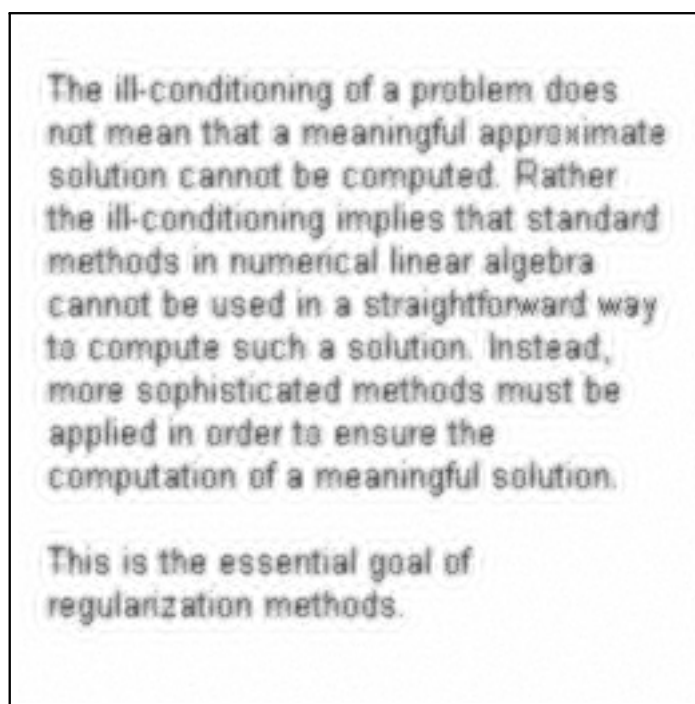 The ill-conditioning of a problem does
not mean that a meaningful approximate
solution cannot be computed. Rather
the ill-conditioning implies that standard
methods in numerical linear algebra
cannot be used in a straightforward way
to compute such a solution. Instead,
more sophisticated methods must be
applied in order to ensure the
computation of a meaningful solution.
This is the essential goal of
regularization methods.